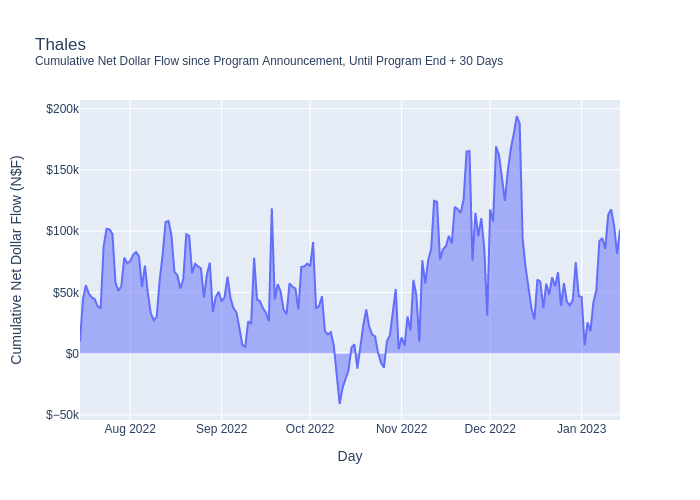 Thales
Cumulative Net Dollar Flow since Program Announcement, Until Program End + 30 Days
Cumulative Net Dollar Flow (N$F)
$200k
$150k
$100k
$50k
$0
$−50k
Aug 2022 Sep 2022 Oct 2022 Nov 2022 Dec 2022 Jan 2023
Day